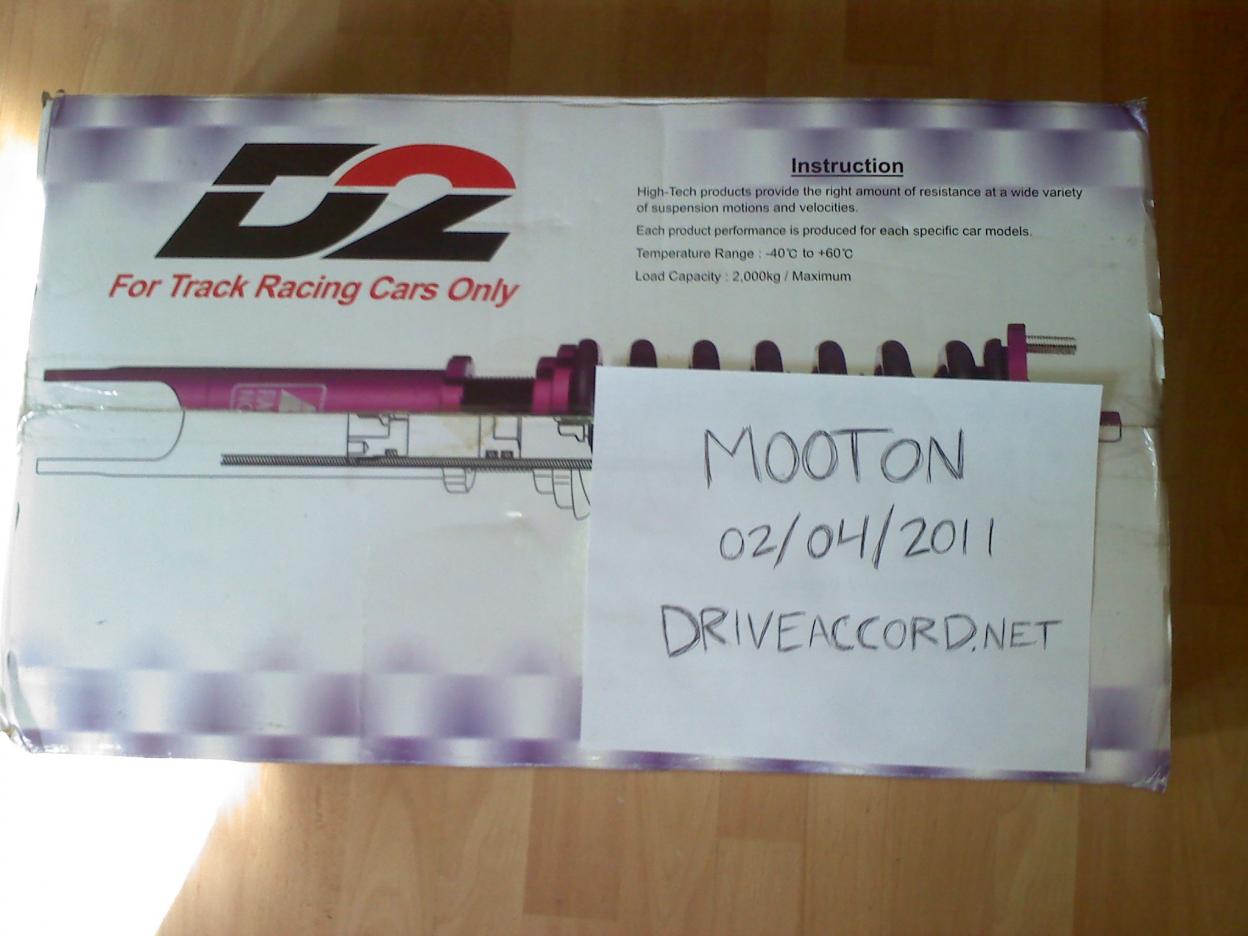 D2
For Track Racing Cars Only
Instruction
High-Tech products provide the right amount of resistance at a wide variety
of suspension motions and velocities.
Each product performance is produced for each specific car models.
Temperature Range : -40℃ to +60℃
Load Capacity : 2,000kg / Maximum
MOOTON
02/04/2011
DRIVEACCORD.NET